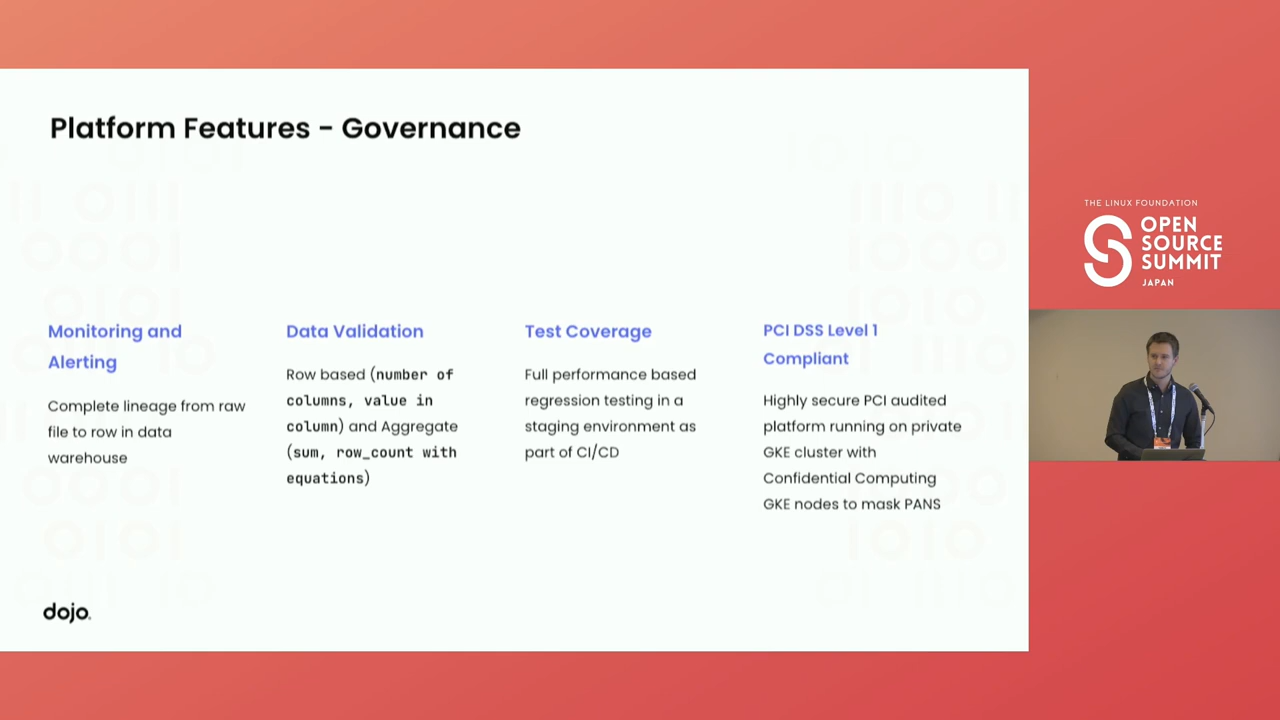 Platform Features - Governance
Monitoring and
Alerting
Complete lineage from raw
file to row in data
warehouse
Data Validation
Row based (number of
columns, value in
column) and Aggregate
(sum, row_count with
equations)
Test Coverage
Full performance based
regression testing in a
staging environment as
part of CI/CD
PCI DSS Level 1
Compliant
Highly secure PCI audited
platform running on private
GKE cluster with
Confidential Computing
GKE nodes to mask PANS
dojo.
THE LINUX FOUNDATION
OPEN
SOURCE
SUMMIT
JAPAN